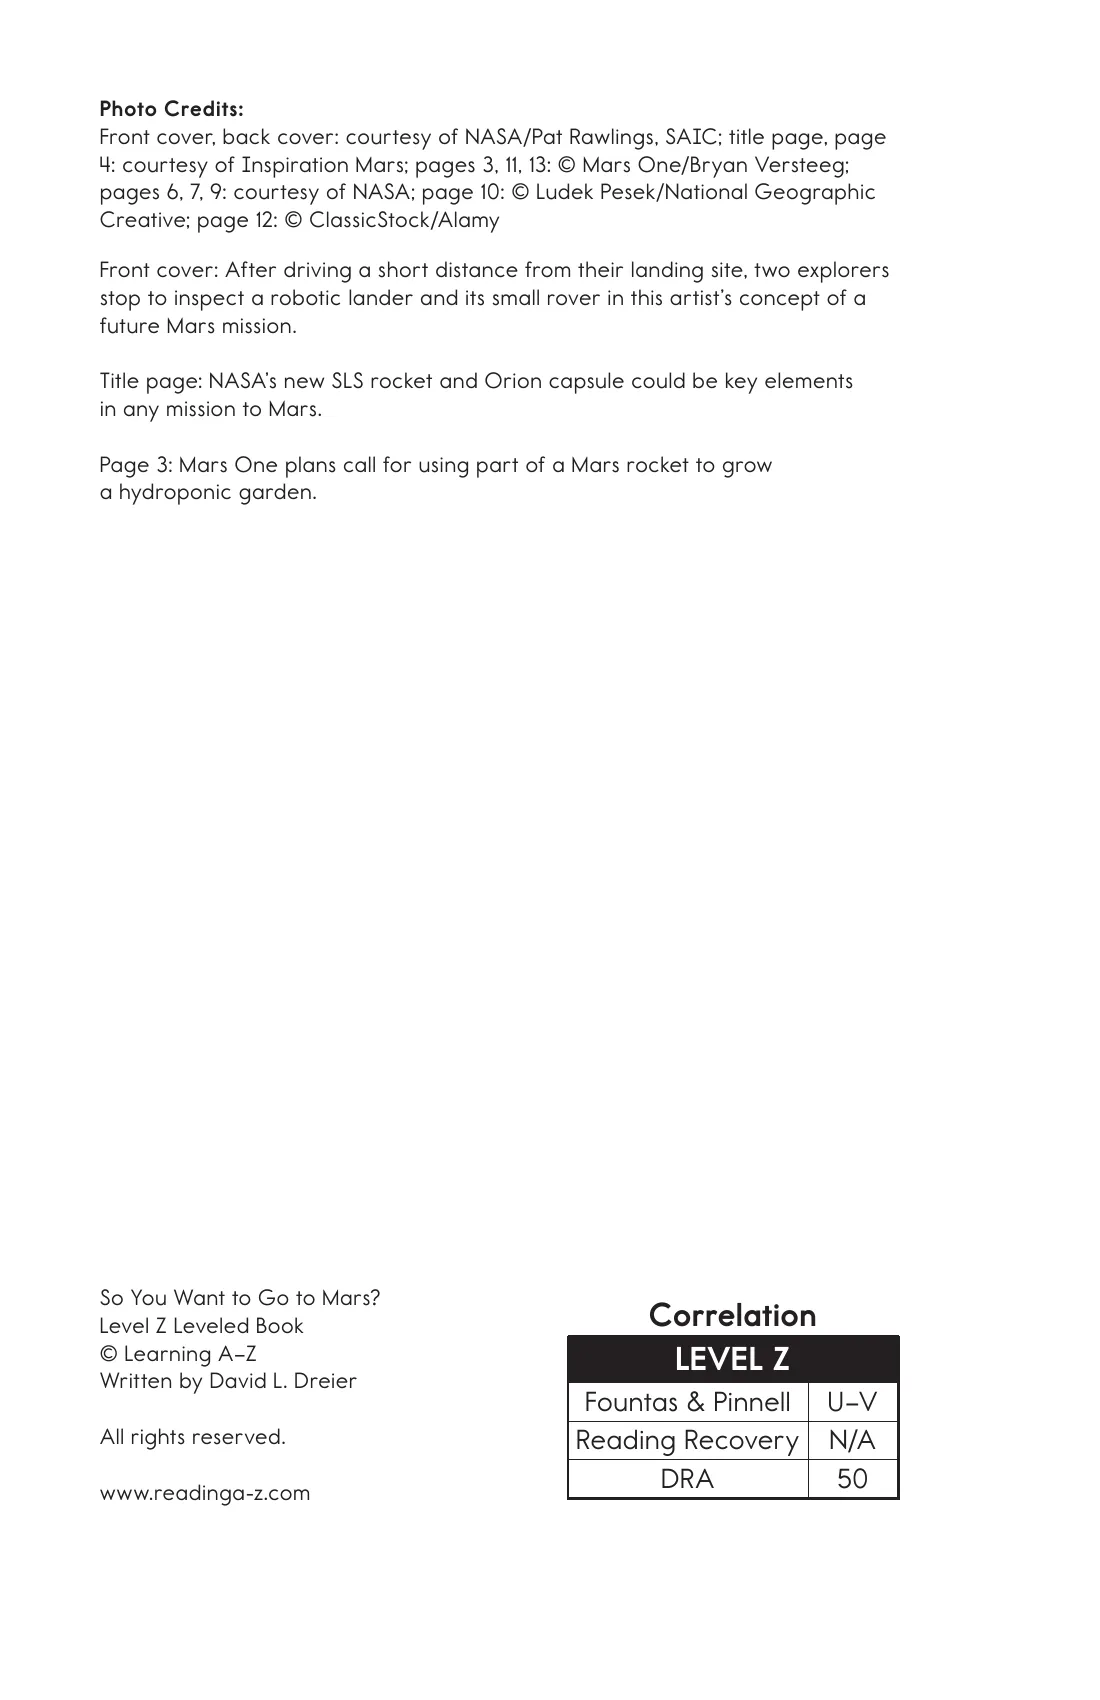 Photo Credits:
Front cover, back cover: courtesy of NASA/Pat Rawlings, SAIC; title page, page
4: courtesy of Inspiration Mars; pages 3, 11, 13: © Mars One/Bryan Versteeg;
pages 6, 7, 9: courtesy of NASA; page 10: © Ludek Pesek/National Geographic
Creative; page 12: © ClassicStock/Alamy
Front cover: After driving a short distance from their landing site, two explorers
stop to inspect a robotic lander and its small rover in this artist's concept of a
future Mars mission.
Title page: NASA's new SLS rocket and Orion capsule could be key elements
in any mission to Mars.
Page 3: Mars One plans call for using part of a Mars rocket to grow
a hydroponic garden.
So You Want to Go to Mars?
Level Z Leveled Book
© Learning A–Z
Written by David L. Dreier
All rights reserved.
www.readinga-z.com
Correlation
LEVEL Z
Fountas & Pinnell U–V
Reading Recovery N/A
DRA 50